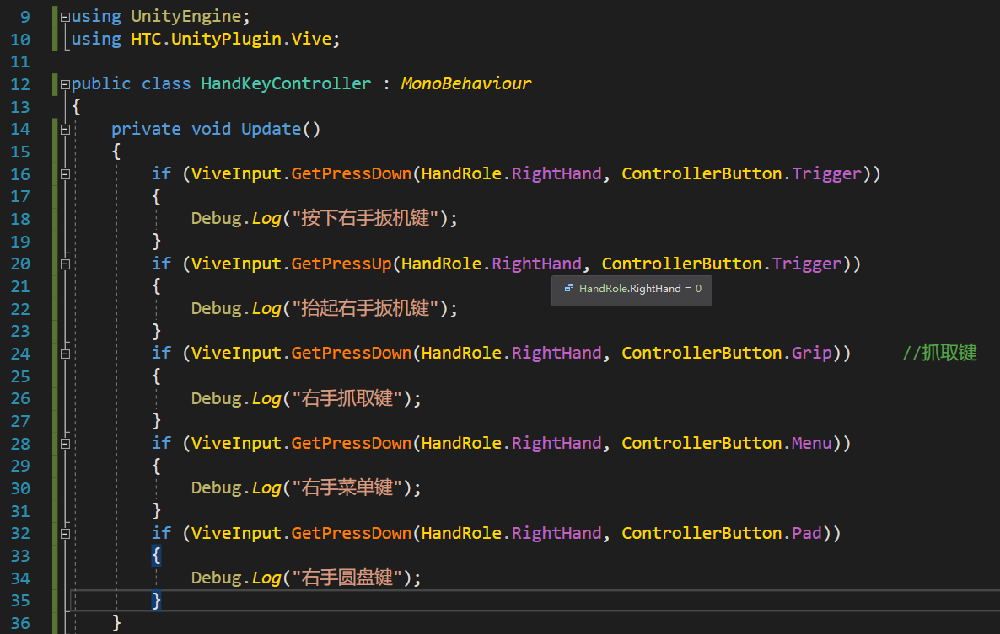 9 using UnityEngine;
10 using HTC.UnityPlugin.Vive;
11
12 public class HandKeyController : MonoBehaviour
13 {
14 private void Update()
15 {
16 if (ViveInput.GetPressDown(HandRole.RightHand, ControllerButton.Trigger))
17 {
18 Debug.Log("按下右手扳机键");
19 }
20 if (ViveInput.GetPressUp(HandRole.RightHand, ControllerButton.Trigger))
21 {
HandRole.RightHand = 0
22 Debug.Log("抬起右手扳机键");
23 }
24 if (ViveInput.GetPressDown(HandRole.RightHand, ControllerButton.Grip)) //抓取键
25 {
26 Debug.Log("右手抓取键");
27 }
28 if (ViveInput.GetPressDown(HandRole.RightHand, ControllerButton.Menu))
29 {
30 Debug.Log("右手菜单键");
31 }
32 if (ViveInput.GetPressDown(HandRole.RightHand, ControllerButton.Pad))
33 {
34 Debug.Log("右手圆盘键");
35 }
36 }